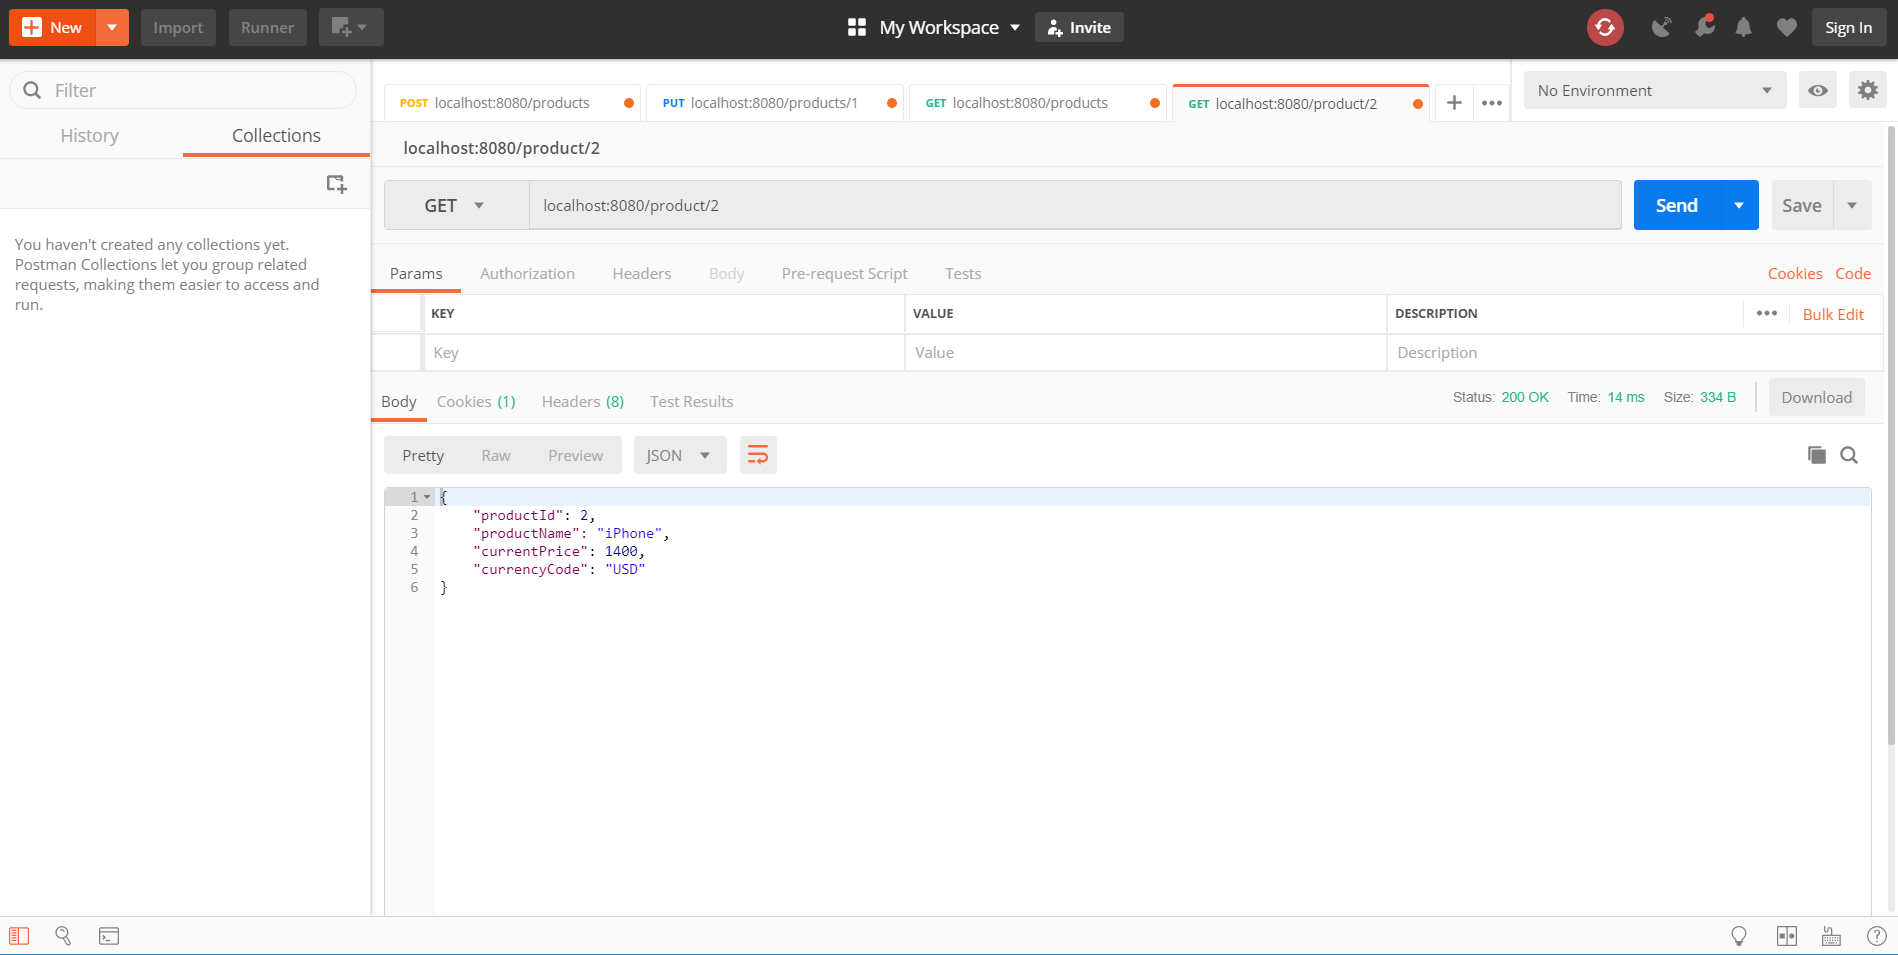 New
Import
Runner
My Workspace
Invite
Sign In
Filter
History
Collections
You haven't created any collections yet.
Postman Collections let you group related
requests, making them easier to access and
run.
POST localhost:8080/products
PUT localhost:8080/products/1
GET localhost:8080/products
GET localhost:8080/product/2
No Environment
localhost:8080/product/2
GET
localhost:8080/product/2
Send
Save
Params
Authorization
Headers
Body
Pre-request Script
Tests
Cookies
Code
KEY
VALUE
DESCRIPTION
Bulk Edit
Key
Value
Description
Body
Cookies (1)
Headers (8)
Test Results
Status: 200 OK
Time: 14 ms
Size: 334 B
Download
Pretty
Raw
Preview
JSON
1 {
2 "productId": 2,
3 "productName": "iPhone",
4 "currentPrice": 1400,
5 "currencyCode": "USD"
6 }